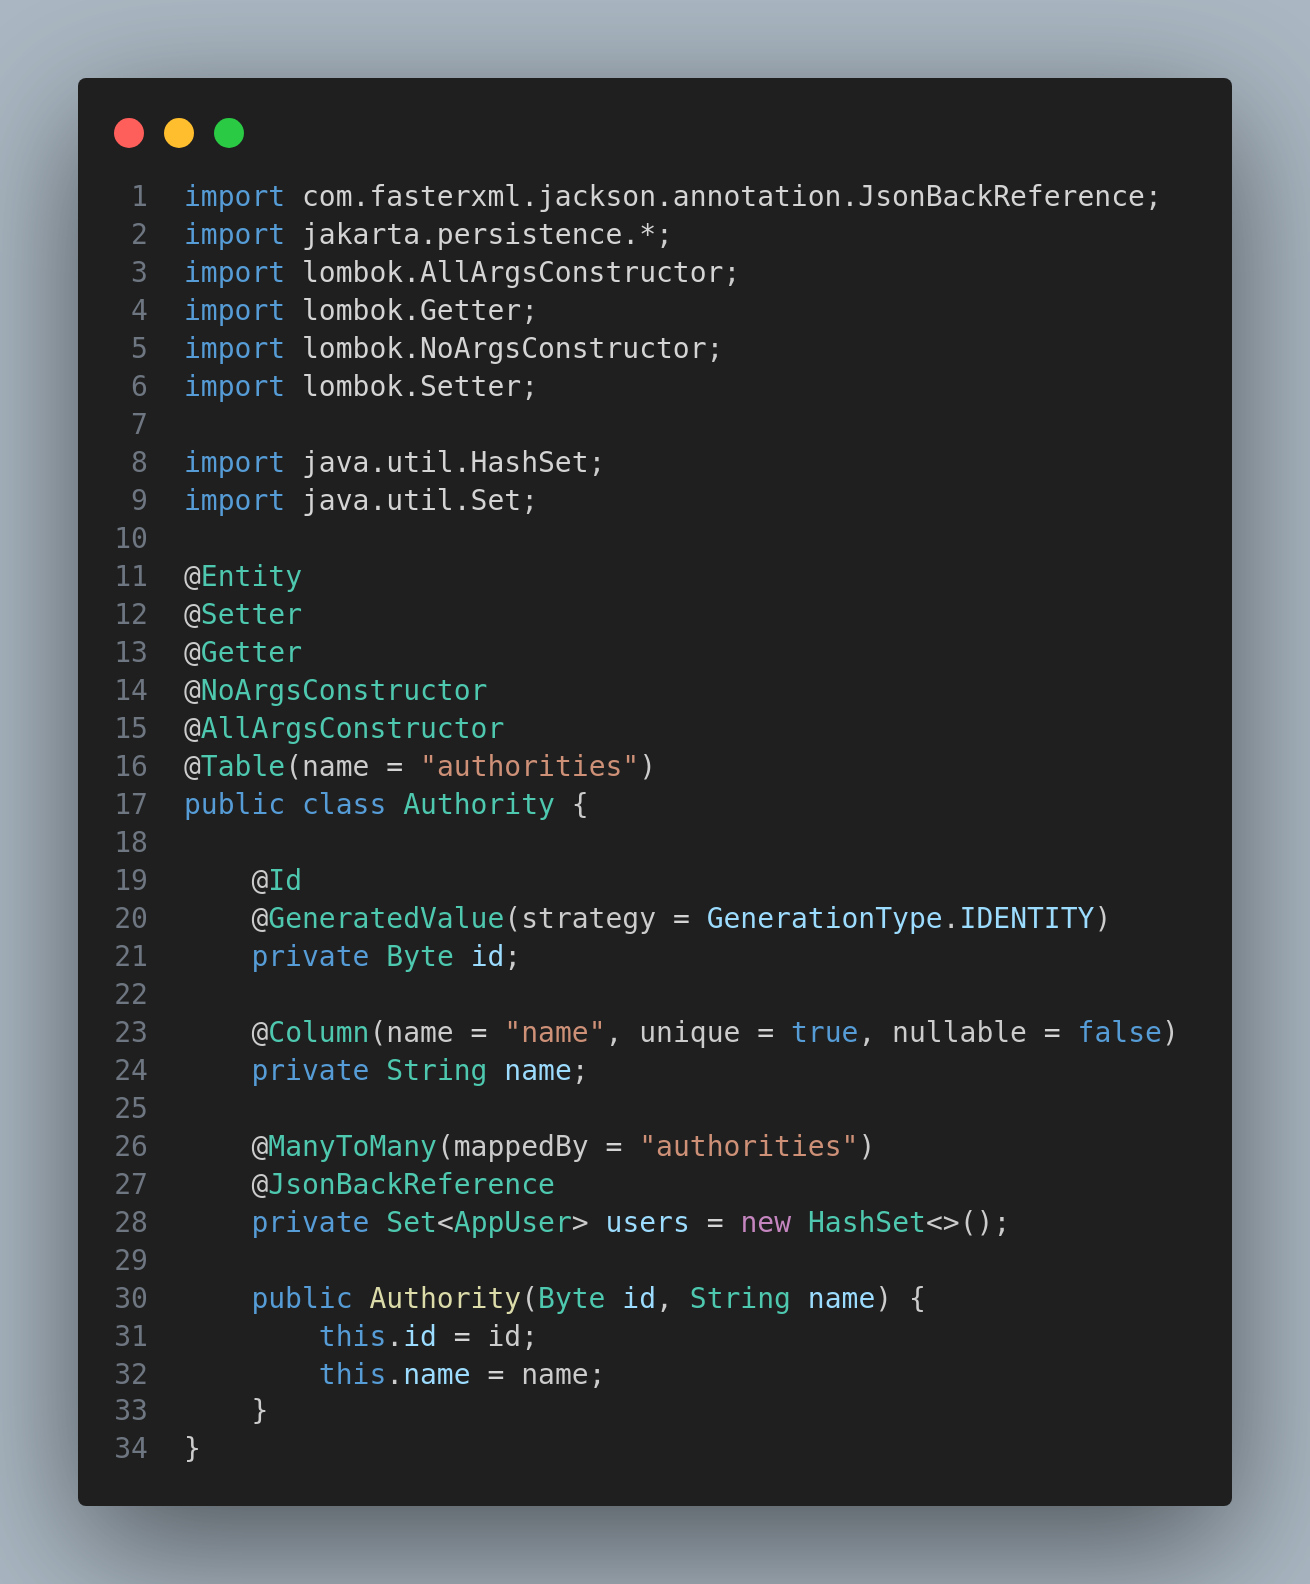 1 import com.fasterxml.jackson.annotation.JsonBackReference;
2 import jakarta.persistence.*;
3 import lombok.AllArgsConstructor;
4 import lombok.Getter;
5 import lombok.NoArgsConstructor;
6 import lombok.Setter;
7
8 import java.util.HashSet;
9 import java.util.Set;
10
11 @Entity
12 @Setter
13 @Getter
14 @NoArgsConstructor
15 @AllArgsConstructor
16 @Table(name = "authorities")
17 public class Authority {
18
19     @Id
20     @GeneratedValue(strategy = GenerationType.IDENTITY)
21     private Byte id;
22
23     @Column(name = "name", unique = true, nullable = false)
24     private String name;
25
26     @ManyToMany(mappedBy = "authorities")
27     @JsonBackReference
28     private Set<AppUser> users = new HashSet<>();
29
30     public Authority(Byte id, String name) {
31         this.id = id;
32         this.name = name;
33     }
34 }